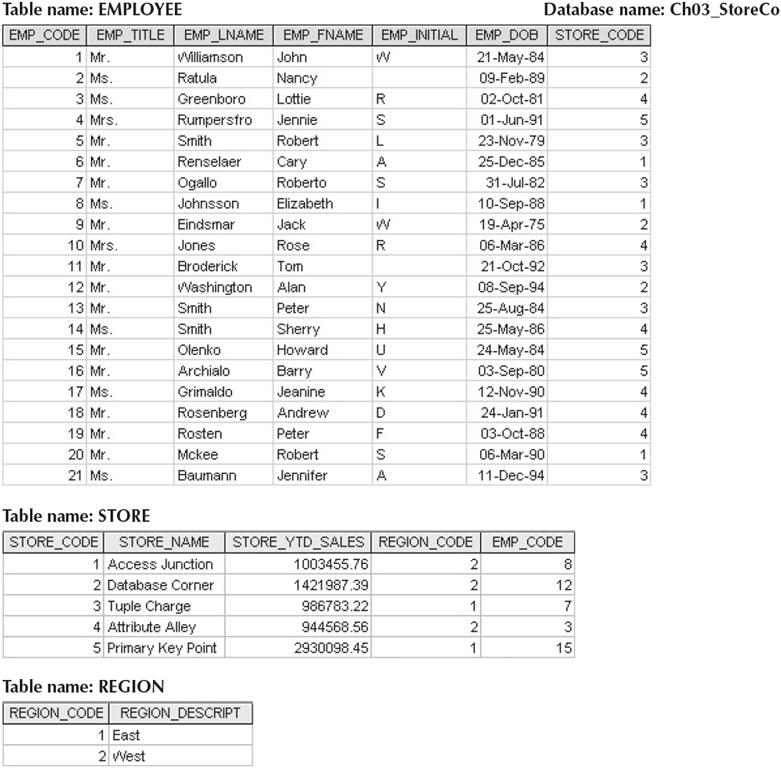 Table name: EMPLOYEE Database name: Ch03_StoreCo
EMP_CODE EMP_TITLE EMP_LNAME EMP_FNAME EMP_INITIAL EMP_DOB STORE_CODE
1 Mr. Williamson John W 21-May-84 3
2 Ms. Ratula Nancy 09-Feb-89 2
3 Ms. Greenboro Lottie R 02-Oct-81 4
4 Mrs. Rumpersfro Jennie S 01-Jun-91 5
5 Mr. Smith Robert L 23-Nov-79 3
6 Mr. Renselaer Cary A 25-Dec-85 1
7 Mr. Ogallo Roberto S 31-Jul-82 3
8 Ms. Johnsson Elizabeth I 10-Sep-88 1
9 Mr. Eindsmar Jack W 19-Apr-75 2
10 Mrs. Jones Rose R 06-Mar-86 4
11 Mr. Broderick Tom 21-Oct-92 3
12 Mr. Washington Alan Y 08-Sep-94 2
13 Mr. Smith Peter N 25-Aug-84 3
14 Ms. Smith Sherry H 25-May-86 4
15 Mr. Olenko Howard U 24-May-84 5
16 Mr. Archialo Barry V 03-Sep-80 5
17 Ms. Grimaldo Jeanine K 12-Nov-90 4
18 Mr. Rosenberg Andrew D 24-Jan-91 4
19 Mr. Rosten Peter F 03-Oct-88 4
20 Mr. Mckee Robert S 06-Mar-90 1
21 Ms. Baumann Jennifer A 11-Dec-94 3
Table name: STORE
STORE_CODE STORE_NAME STORE_YTD_SALES REGION_CODE EMP_CODE
1 Access Junction 1003455.76 2 8
2 Database Corner 1421987.39 2 12
3 Tuple Charge 986783.22 1 7
4 Attribute Alley 944568.56 2 3
5 Primary Key Point 2930098.45 1 15
Table name: REGION
REGION_CODE REGION_DESCRIPT
1 East
2 West